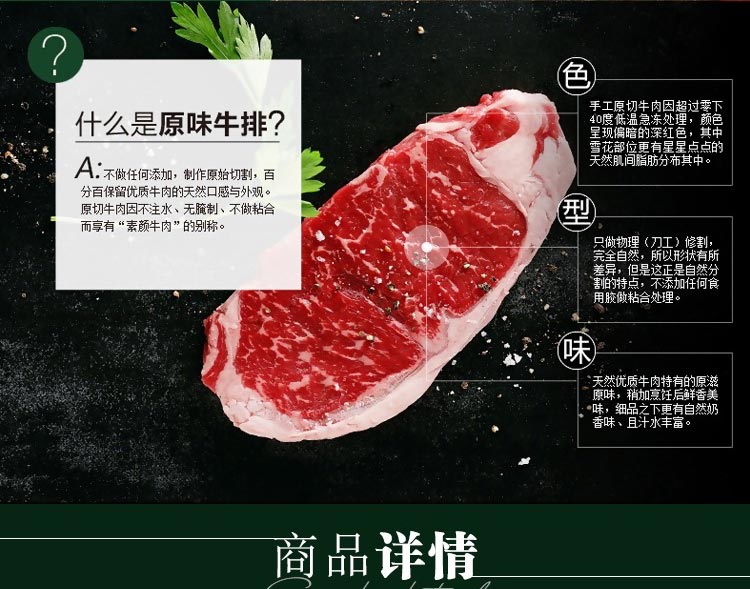 ?
什么是原味牛排?
A:不做任何添加，制作原始切割，百
分百保留优质牛肉的天然口感与外观。
原切牛肉因不注水、无腌制、不做粘合
而享有“素颜牛肉”的别称。
色
手工原切牛肉因超过零下
40度低温急冻处理，颜色
呈现偏暗的深红色，其中
雪花部位更有星星点点的
天然肌间脂肪分布其中。
型
只做物理（刀工）修割，
完全自然，所以形状有所
差异，但是这正是自然分
割的特点，不添加任何食
用胶做粘合处理。
味
天然优质牛肉特有的原滋
原味，稍加烹饪后鲜香美
味，细品之下更有自然奶
香味、且汁水丰富。
商品详情